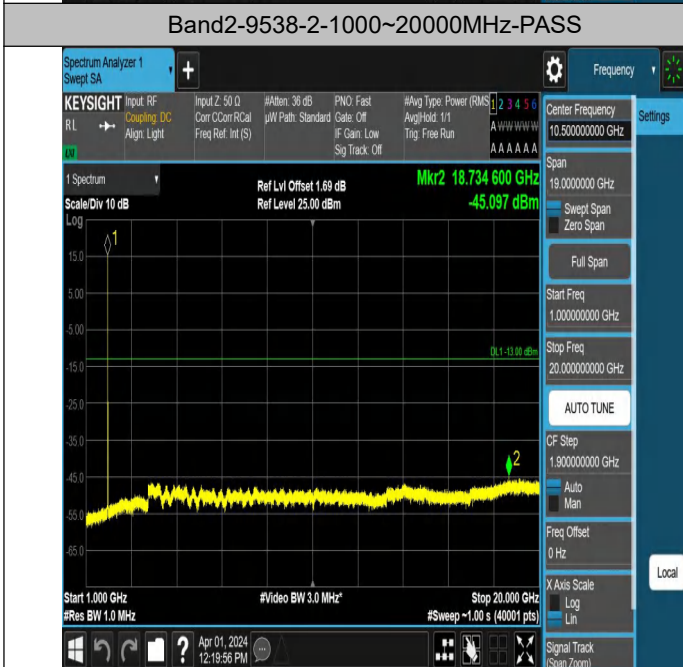 Band2-9538-2-1000~20000MHz-PASS
Spectrum Analyzer 1
Swept SA
+
Frequency
KEYSIGHT
RL
Input: RF
Coupling: DC
Align: Light
Input Z: 50 Ω
Corr CCorr RCal
Freq Ref: Int (S)
#Atten: 36 dB
µW Path: Standard
PNO: Fast
Gate: Off
IF Gain: Low
Sig Track: Off
#Avg Type: Power (RMS
Avg|Hold: 1/1
Trig: Free Run
1 2 3 4 5 6
A W W W W W
A A A A A A
1 Spectrum
Scale/Div 10 dB
Log
Ref Lvl Offset 1.69 dB
Ref Level 25.00 dBm
Mkr2 18.734 600 GHz
-45.097 dBm
1
15.0
5.00
-5.00
-15.0
-25.0
-35.0
-45.0
-55.0
-65.0
DL1 -13.00 dBm
2
Start 1.000 GHz
#Res BW 1.0 MHz
#Video BW 3.0 MHz*
Stop 20.000 GHz
#Sweep ~1.00 s (40001 pts)
Center Frequency
10.500000000 GHz
Span
19.0000000 GHz
Swept Span
Zero Span
Full Span
Start Freq
1.000000000 GHz
Stop Freq
20.000000000 GHz
AUTO TUNE
CF Step
1.900000000 GHz
Auto
Man
Freq Offset
0 Hz
X Axis Scale
Log
Lin
Signal Track
(Span Zoom)
Settings
Local
?
Apr 01, 2024
12:19:56 PM